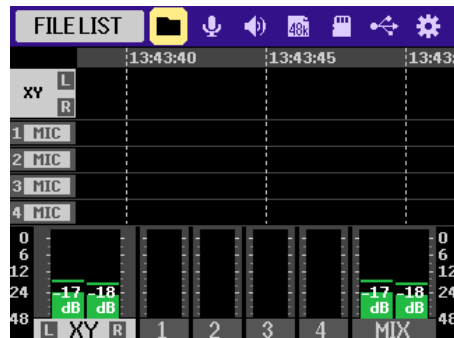 FILE LIST 48k
13:43:40 13:43:45 13:43:
XY L
R
1 MIC
2 MIC
3 MIC
4 MIC
0 0
6 6
12 12
24 -17 -18 -17 -18 24
dB dB dB dB
48 48
L XY R 1 2 3 4 MIX